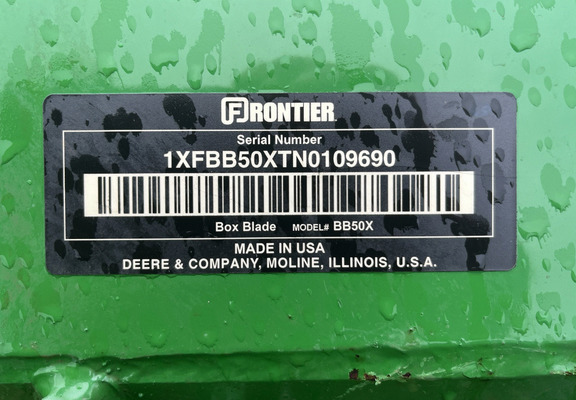 FRONTIER
Serial Number
1XFBB50XTN0109690
Box Blade MODEL# BB50X
MADE IN USA
DEERE & COMPANY, MOLINE, ILLINOIS, U.S.A.